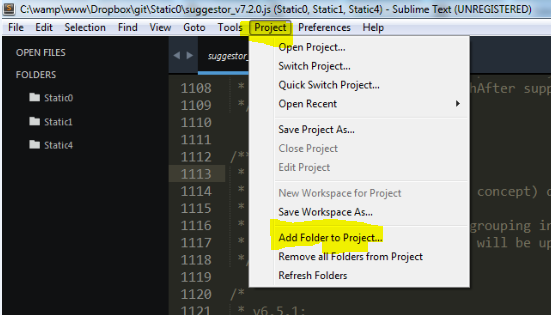 C:\wamp\www\Dropbox\git\Static0\suggestor_v7.2.0.js (Static0, Static1, Static4) - Sublime Text (UNREGISTERED)
File Edit Selection Find View Goto Tools Project Preferences Help
OPEN FILES
FOLDERS
Static0
Static1
Static4
suggestor_
Open Project...
Switch Project...
Quick Switch Project...
Open Recent
Save Project As...
Close Project
Edit Project
New Workspace for Project
Save Workspace As...
Add Folder to Project...
Remove all Folders from Project
Refresh Folders
1108 * hAfter supp
1109 */
1110
1111
1112 /**
1113 *
1114 * concept) c
1115 *
1116 * grouping in
1117 * will be up
1118 */
1119
1120 /*
1121 * v6.5.1: